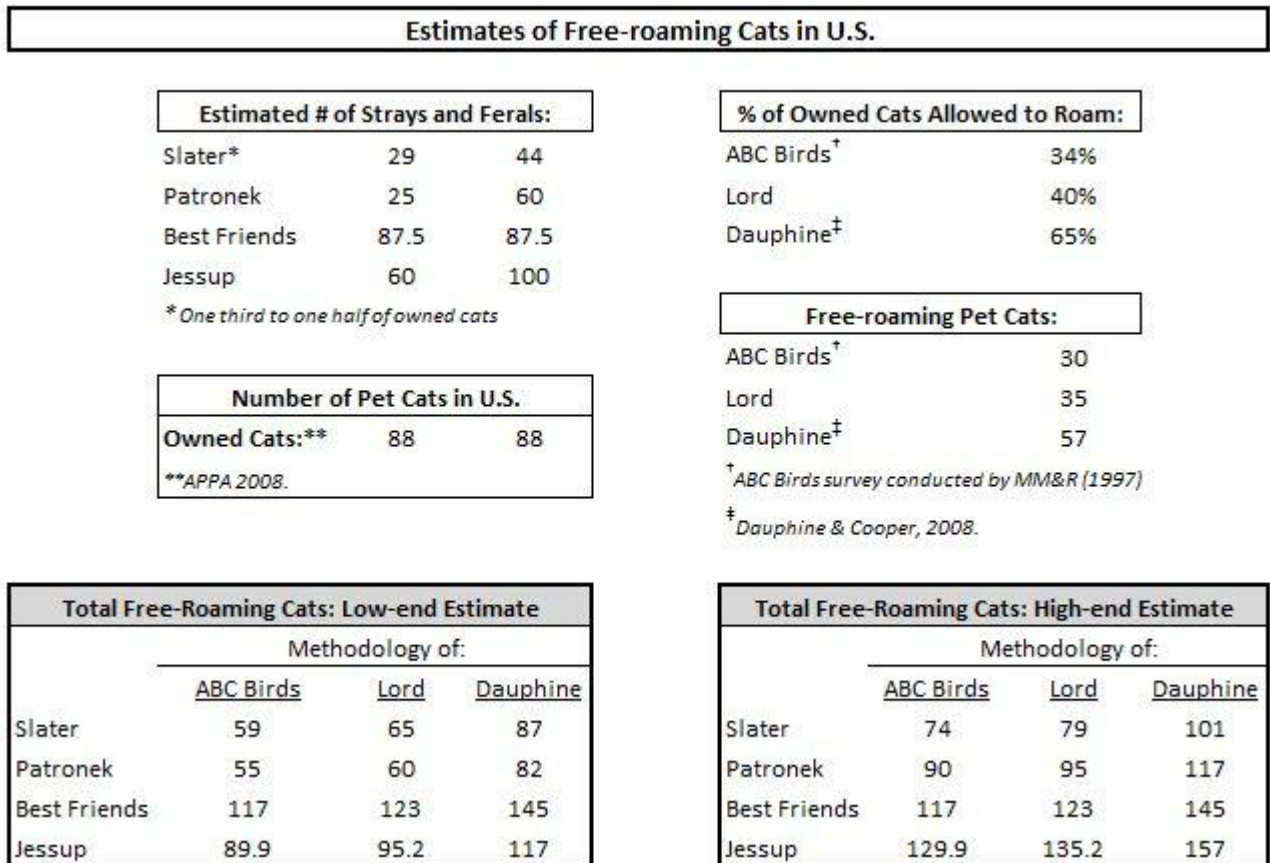 Estimates of Free-roaming Cats in U.S.
Estimated # of Strays and Ferals:
Slater* 29 44
Patronek 25 60
Best Friends 87.5 87.5
Jessup 60 100
* One third to one half of owned cats
Number of Pet Cats in U.S.
Owned Cats:** 88 88
**APPA 2008.
% of Owned Cats Allowed to Roam:
ABC Birds† 34%
Lord 40%
Dauphine‡ 65%
Free-roaming Pet Cats:
ABC Birds† 30
Lord 35
Dauphine‡ 57
†ABC Birds survey conducted by MM&R (1997)
‡Dauphine & Cooper, 2008.
Total Free-Roaming Cats: Low-end Estimate
Methodology of:
ABC Birds Lord Dauphine
Slater 59 65 87
Patronek 55 60 82
Best Friends 117 123 145
Jessup 89.9 95.2 117
Total Free-Roaming Cats: High-end Estimate
Methodology of:
ABC Birds Lord Dauphine
Slater 74 79 101
Patronek 90 95 117
Best Friends 117 123 145
Jessup 129.9 135.2 157